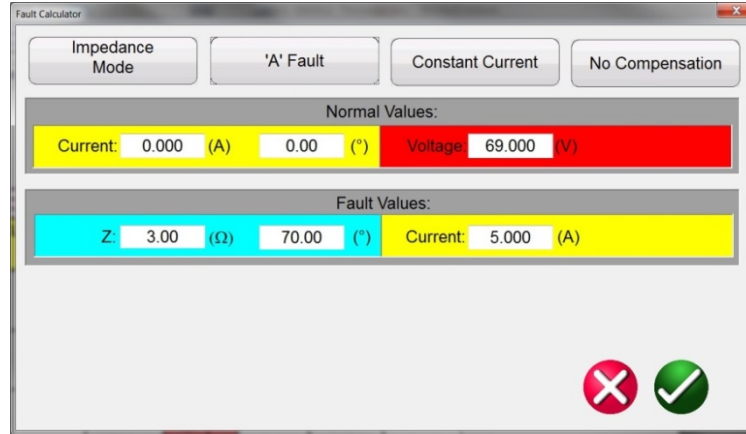 Fault Calculator
Impedance
Mode
'A' Fault
Constant Current
No Compensation
Normal Values:
Current: 0.000 (A) 0.00 (°) Voltage: 69.000 (V)
Fault Values:
Z: 3.00 (Ω) 70.00 (°) Current: 5.000 (A)